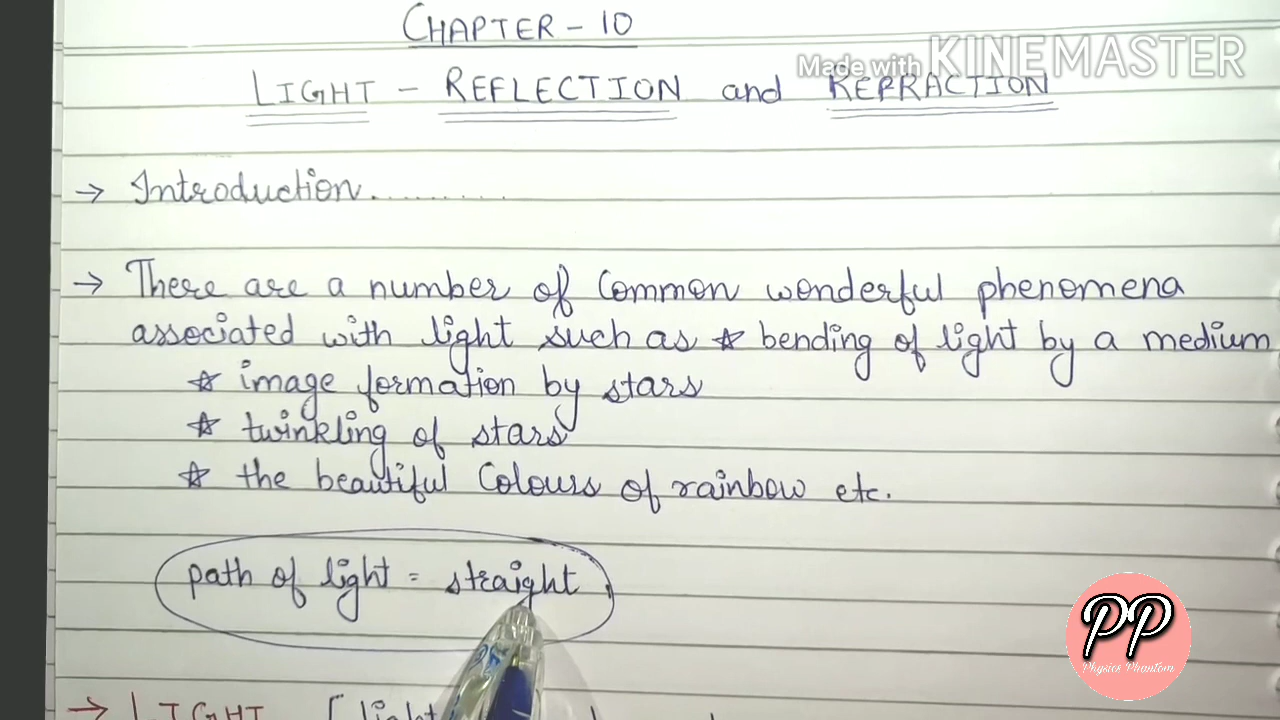 CHAPTER - 10
Made with KINEMASTER
LIGHT - REFLECTION and REFRACTION
→ Introduction..........
→ There are a number of Common wonderful phenomena
associated with light such as ☆ bending of light by a medium
☆ image formation by stars
☆ twinkling of stars
☆ the beautiful Colours of rainbow etc.
path of light = straight
PP
Physics Phantom
→ LIGHT [light